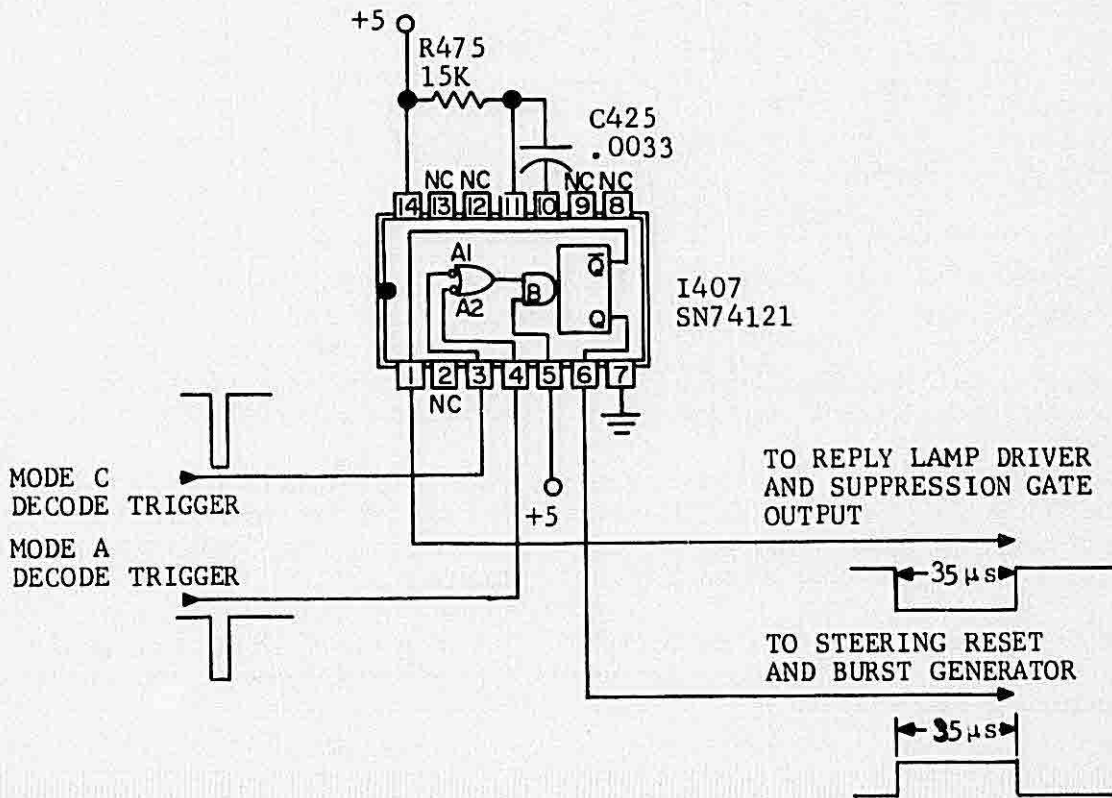 +5
R475
15K
C425
.0033
NC NC
NC NC
14 13 12 11 10 9 8
A1
A2
B
Q̅
Q
I407
SN74121
1 2 3 4 5 6 7
NC
+5
MODE C
DECODE TRIGGER
MODE A
DECODE TRIGGER
TO REPLY LAMP DRIVER
AND SUPPRESSION GATE
OUTPUT
35 μs
TO STEERING RESET
AND BURST GENERATOR
35 μs